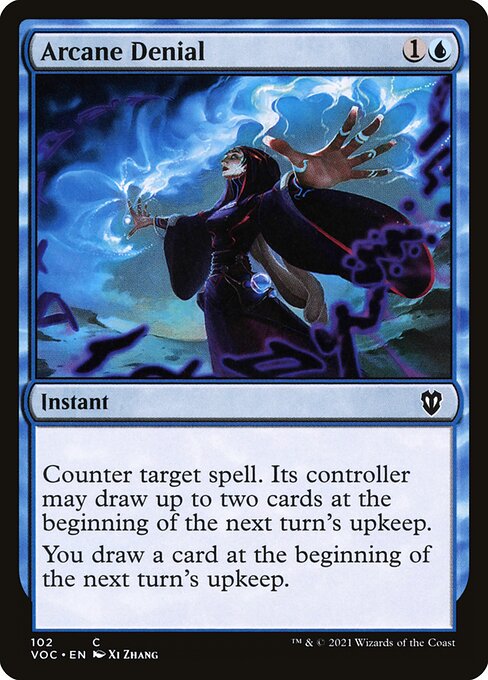 Arcane Denial 1
Instant
Counter target spell. Its controller
may draw up to two cards at the
beginning of the next turn's upkeep.
You draw a card at the beginning of
the next turn's upkeep.
102 C
VOC • EN Xi Zhang
™ & © 2021 Wizards of the Coast